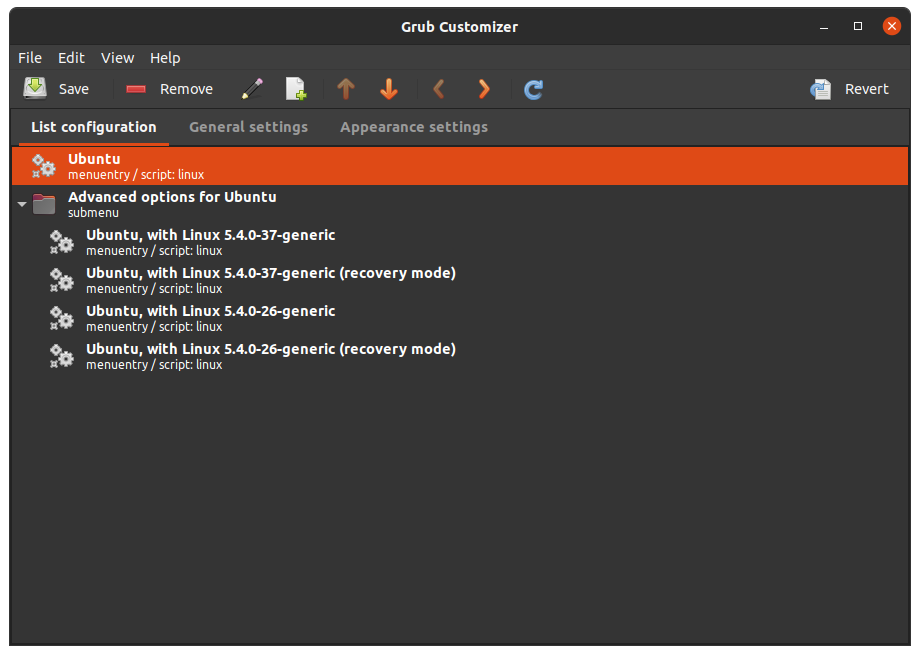 Grub Customizer
File Edit View Help
Save Remove Revert
List configuration General settings Appearance settings
Ubuntu
menuentry / script: linux
Advanced options for Ubuntu
submenu
Ubuntu, with Linux 5.4.0-37-generic
menuentry / script: linux
Ubuntu, with Linux 5.4.0-37-generic (recovery mode)
menuentry / script: linux
Ubuntu, with Linux 5.4.0-26-generic
menuentry / script: linux
Ubuntu, with Linux 5.4.0-26-generic (recovery mode)
menuentry / script: linux